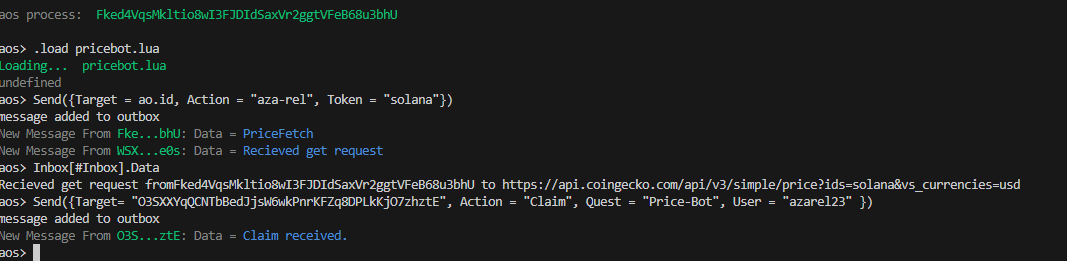 aos process:  Fked4VqsMkltio8wI3FJDIdSaxVr2ggtVFeB68u3bhU
aos> .load pricebot.lua
Loading...  pricebot.lua
undefined
aos> Send({Target = ao.id, Action = "aza-rel", Token = "solana"})
message added to outbox
New Message From Fke...bhU: Data = PriceFetch
New Message From WSX...e0s: Data = Recieved get request
aos> Inbox[#Inbox].Data
Recieved get request fromFked4VqsMkltio8wI3FJDIdSaxVr2ggtVFeB68u3bhU to https://api.coingecko.com/api/v3/simple/price?ids=solana&vs_currencies=usd
aos> Send({Target= "O3SXXYqQCNTbBedJjsW6wkPnrKFZq8DPLkKjO7zhztE", Action = "Claim", Quest = "Price-Bot", User = "azarel23" })
message added to outbox
New Message From O3S...ztE: Data = Claim received.
aos>